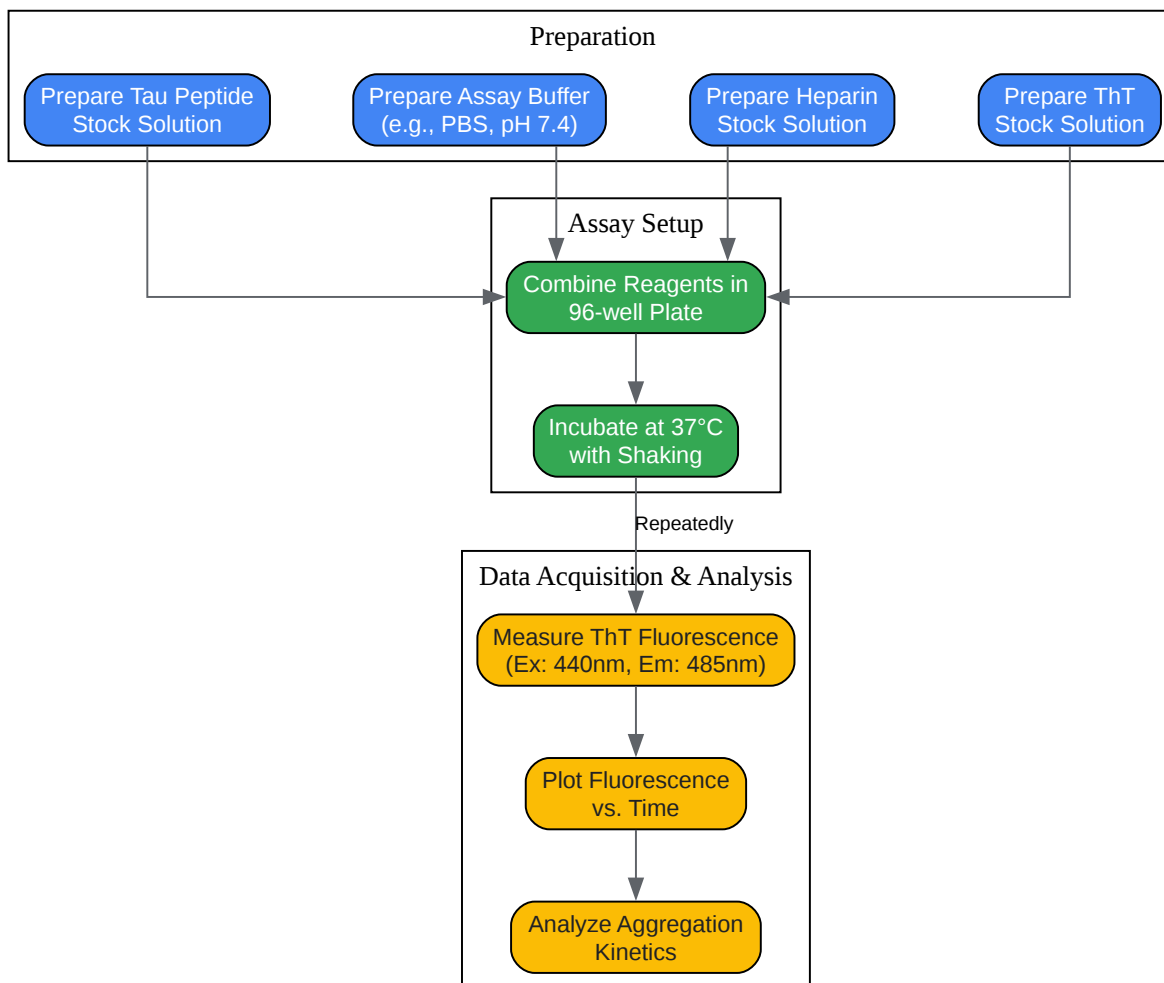 Preparation
Prepare Tau Peptide
Stock Solution
Prepare Assay Buffer
(e.g., PBS, pH 7.4)
Prepare Heparin
Stock Solution
Prepare ThT
Stock Solution
Assay Setup
Combine Reagents in
96-well Plate
Incubate at 37°C
with Shaking
Repeatedly
Data Acquisition & Analysis
Measure ThT Fluorescence
(Ex: 440nm, Em: 485nm)
Plot Fluorescence
vs. Time
Analyze Aggregation
Kinetics